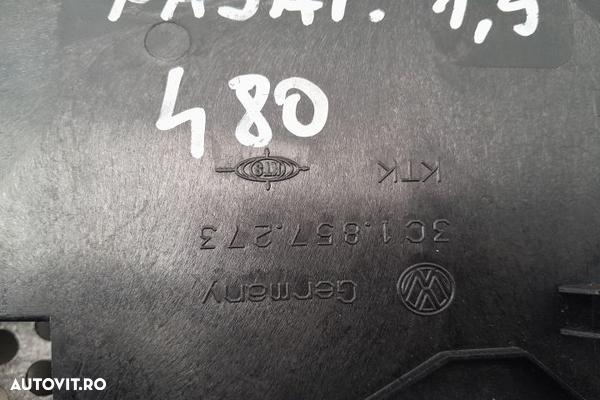 PASAT. 1,9
480
KTK
3C1.857.273
Germany
AUTOVIT.RO